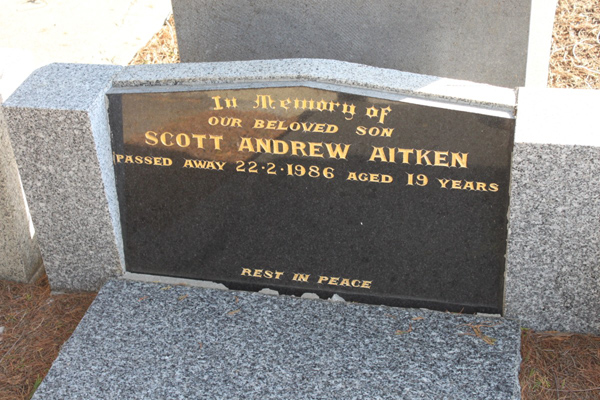 In Memory of
OUR BELOVED SON
SCOTT ANDREW AITKEN
PASSED AWAY 22·2·1986 AGED 19 YEARS
REST IN PEACE